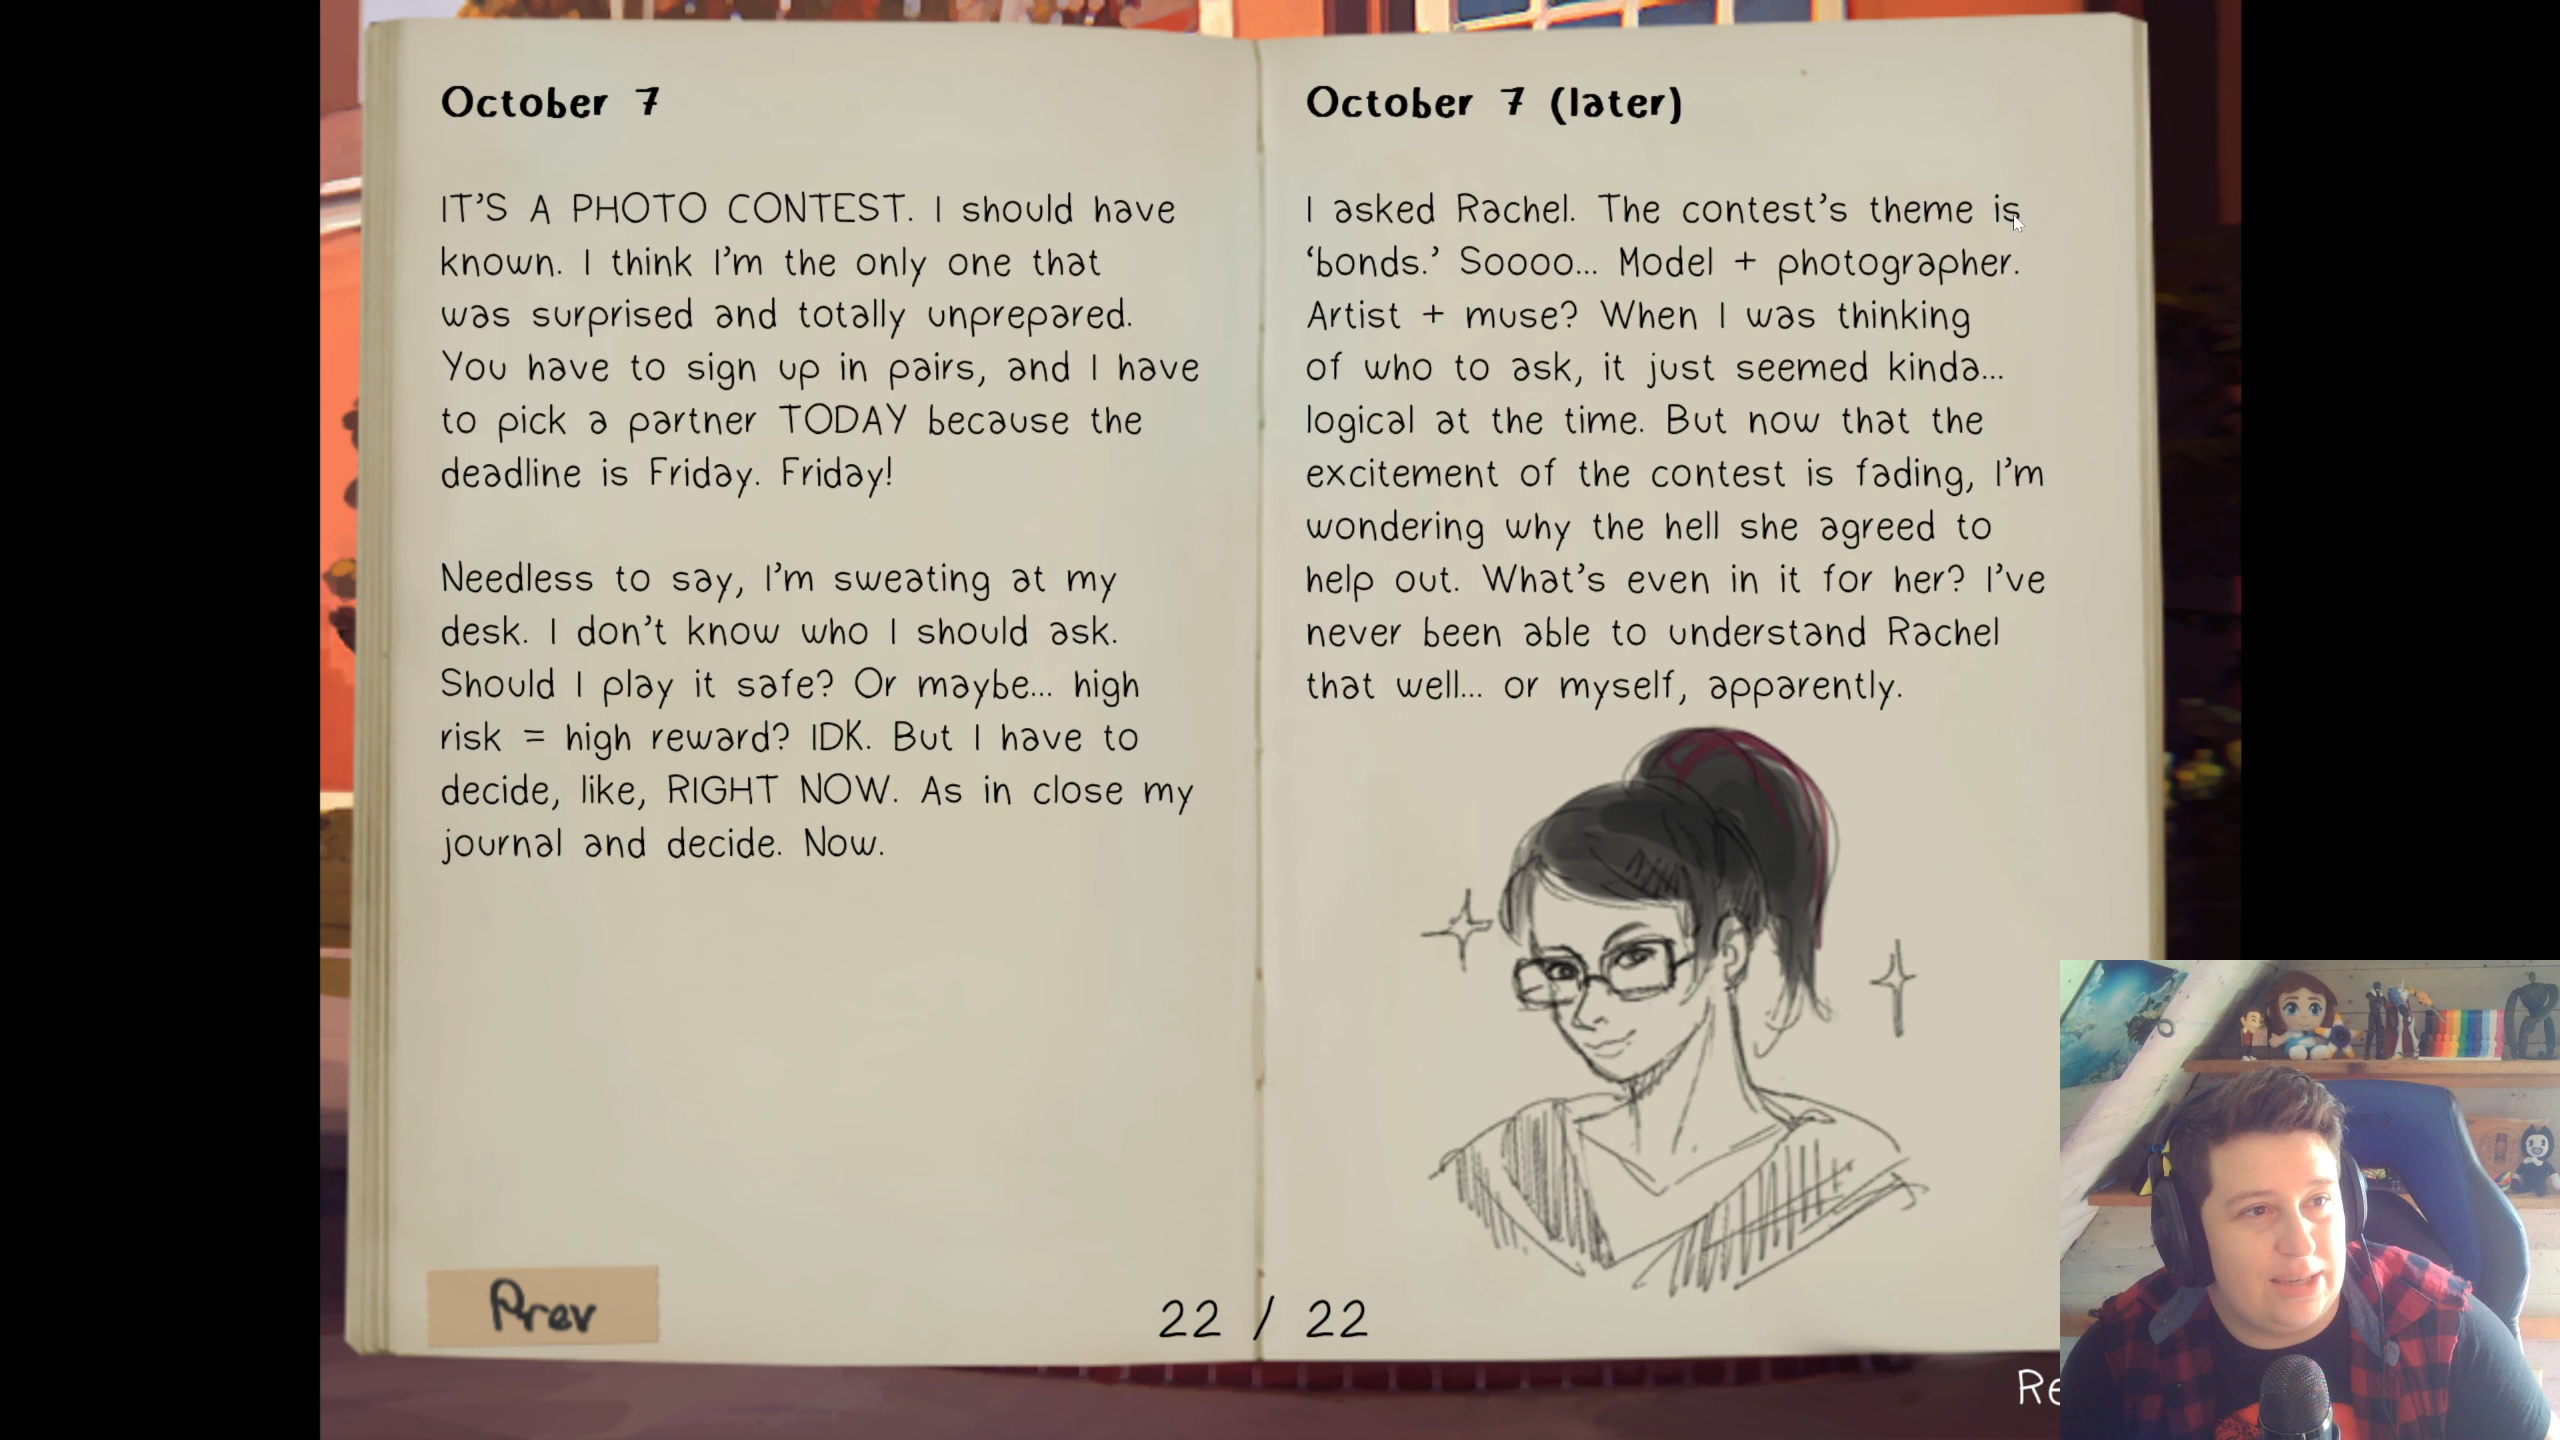 October 7
IT'S A PHOTO CONTEST. I should have
known. I think I'm the only one that
was surprised and totally unprepared.
You have to sign up in pairs, and I have
to pick a partner TODAY because the
deadline is Friday. Friday!
Needless to say, I'm sweating at my
desk. I don't know who I should ask.
Should I play it safe? Or maybe... high
risk = high reward? IDK. But I have to
decide, like, RIGHT NOW. As in close my
journal and decide. Now.
October 7 (later)
I asked Rachel. The contest's theme is
'bonds.' Soooo... Model + photographer.
Artist + muse? When I was thinking
of who to ask, it just seemed kinda...
logical at the time. But now that the
excitement of the contest is fading, I'm
wondering why the hell she agreed to
help out. What's even in it for her? I've
never been able to understand Rachel
that well... or myself, apparently.
Prev
22 / 22